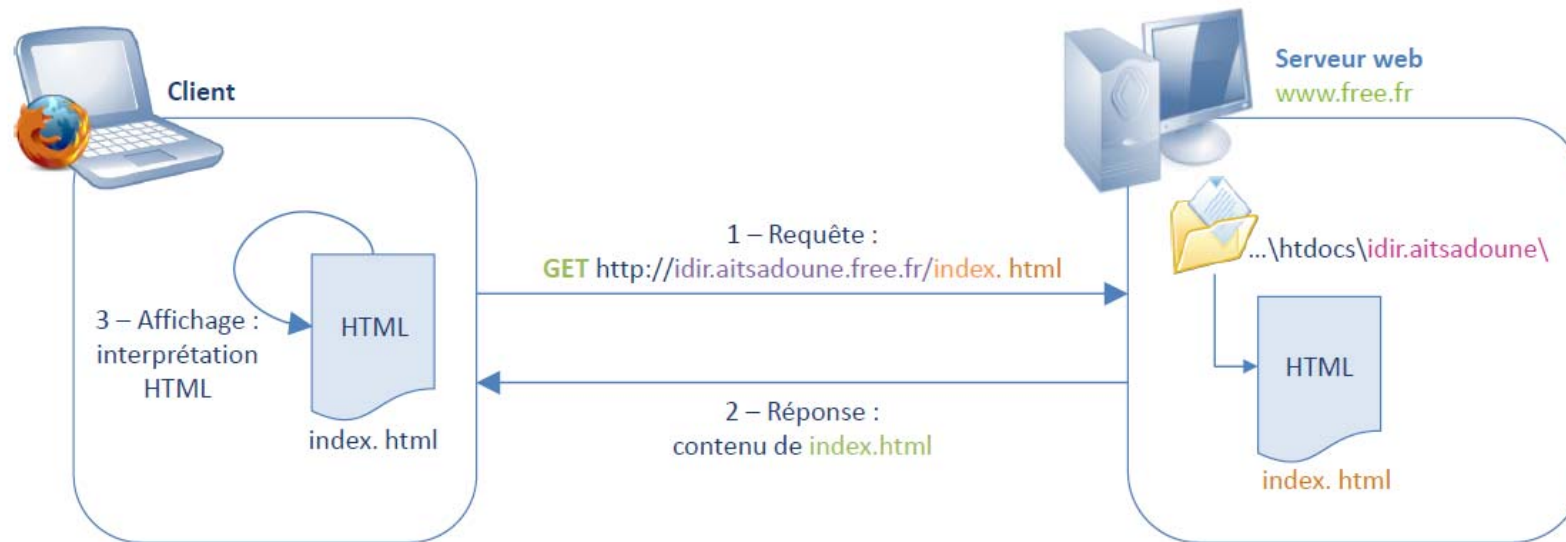 Client
Serveur web
www.free.fr
...\htdocs\idir.aitsadoune\
1 – Requête :
GET http://idir.aitsadoune.free.fr/index. html
3 – Affichage :
interprétation
HTML
HTML
index. html
2 – Réponse :
contenu de index.html
HTML
index. html